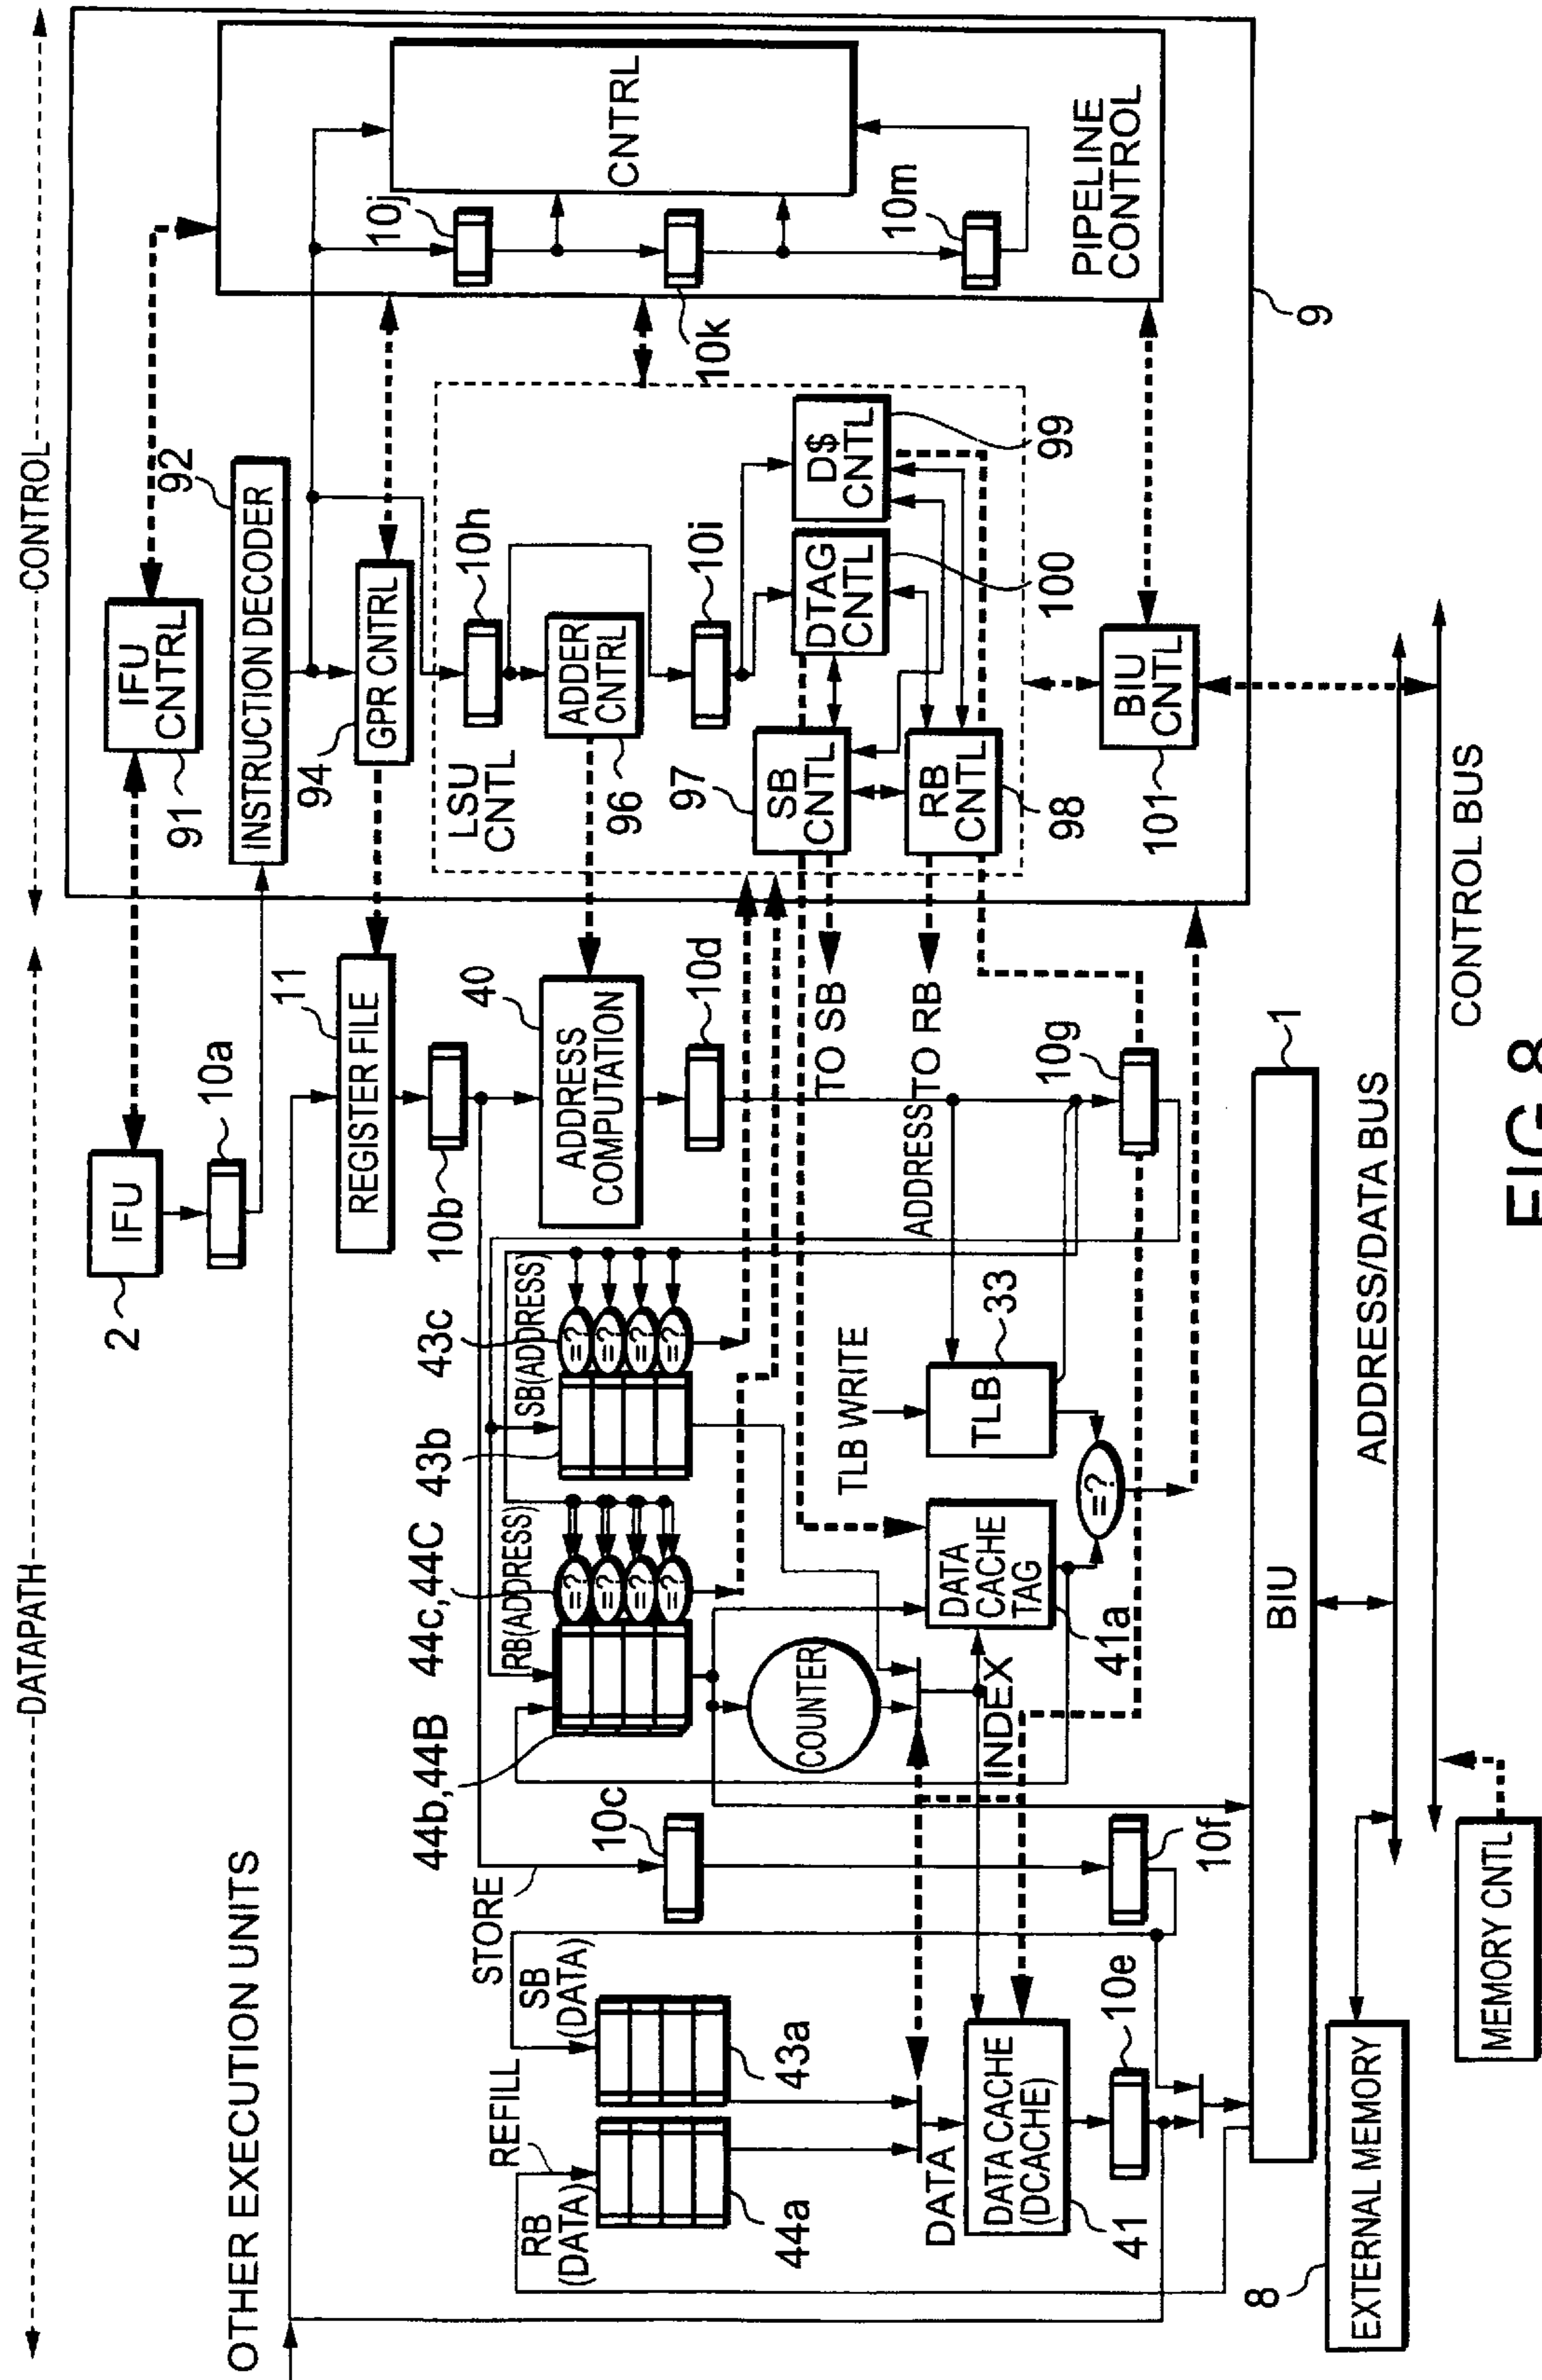 DATAPATH
CONTROL
OTHER EXECUTION UNITS
2
IFU
10a
IFU
CNTRL
91
92
INSTRUCTION DECODER
11
REGISTER FILE
94
GPR CNTRL
10b
10j
CNTRL
10k
10m
PIPELINE
CONTROL
9
LSU
CNTL
10h
40
ADDRESS
COMPUTATION
ADDER
CNTRL
96
10d
10i
STORE
10c
REFILL
RB
(DATA)
44a
SB
(DATA)
43a
44b,44B
44c,44C
RB(ADDRESS)
=?
=?
=?
=?
43b
43c
SB(ADDRESS)
=?
=?
=?
=?
97
SB
CNTL
DTAG
CNTL
D$
CNTL
99
100
RB
CNTL
98
TO SB
TO RB
ADDRESS
COUNTER
INDEX
TLB WRITE
DATA
CACHE
TAG
41a
TLB
33
=?
10g
DATA
DATA CACHE
(DCACHE)
41
10e
10f
BIU
CNTL
101
BIU
1
8
EXTERNAL MEMORY
ADDRESS/DATA BUS
MEMORY CNTL
CONTROL BUS